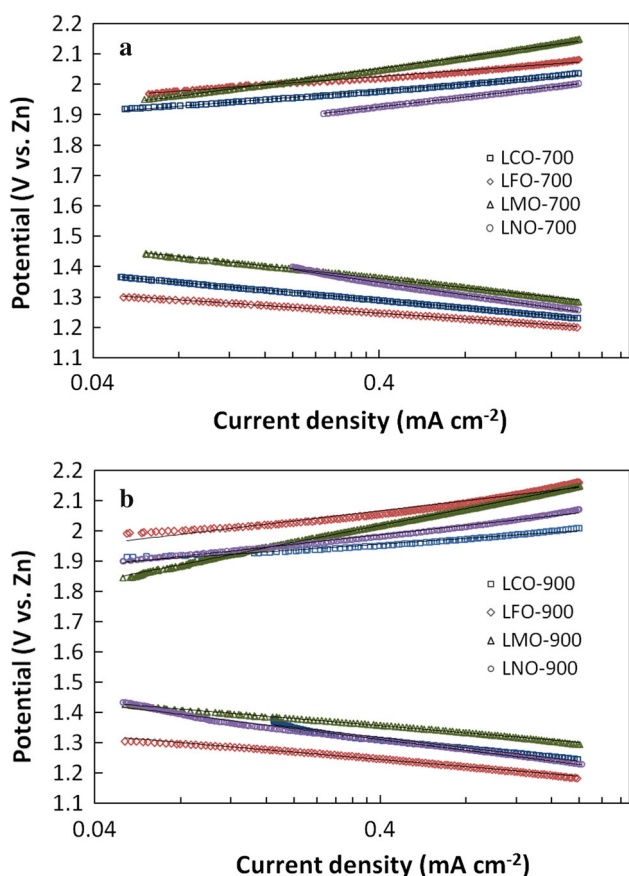 a
2.2
2.1
2
1.9
1.8
1.7
1.6
1.5
1.4
1.3
1.2
1.1
Potential (V vs. Zn)
LCO-700
LFO-700
LMO-700
LNO-700
0.04
0.4
Current density (mA cm⁻²)
b
2.2
2.1
2
1.9
1.8
1.7
1.6
1.5
1.4
1.3
1.2
1.1
Potential (V vs. Zn)
LCO-900
LFO-900
LMO-900
LNO-900
0.04
0.4
Current density (mA cm⁻²)